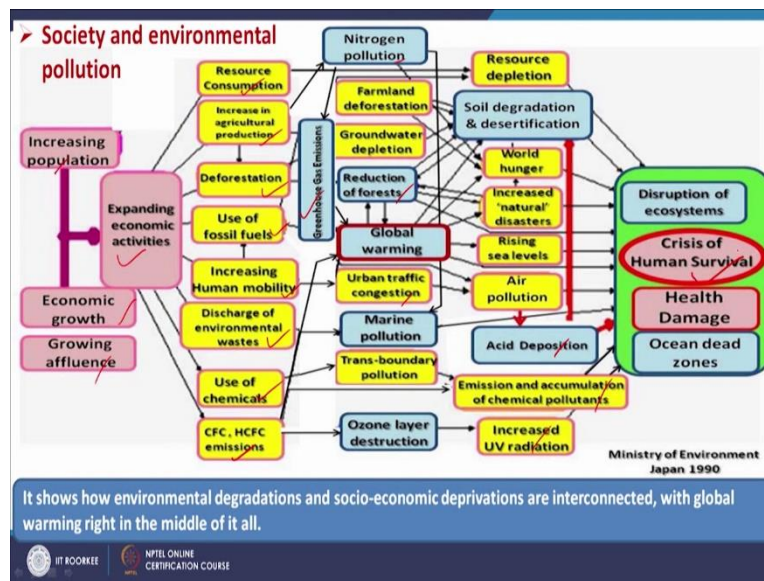 ➤ Society and environmental
pollution
Increasing
population
Economic
growth
Growing
affluence
Expanding
economic
activities
Resource
Consumption
Increase in
agricultural
production
Deforestation
Use of
fossil fuels
Increasing
Human mobility
Discharge of
environmental
wastes
Use of
chemicals
CFC, HCFC
emissions
Greenhouse Gas Emissions
Nitrogen
pollution
Farmland
deforestation
Groundwater
depletion
Reduction
of forests
Global
warming
Urban traffic
congestion
Marine
pollution
Trans-boundary
pollution
Ozone layer
destruction
Resource
depletion
Soil degradation
& desertification
World
hunger
Increased
'natural'
disasters
Rising
sea levels
Air
pollution
Acid Deposition
Emission and accumulation
of chemical pollutants
Increased
UV radiation
Disruption of
ecosystems
Crisis of
Human Survival
Health
Damage
Ocean dead
zones
Ministry of Environment
Japan 1990
It shows how environmental degradations and socio-economic deprivations are interconnected, with global
warming right in the middle of it all.
IIT ROORKEE
NPTEL ONLINE
CERTIFICATION COURSE